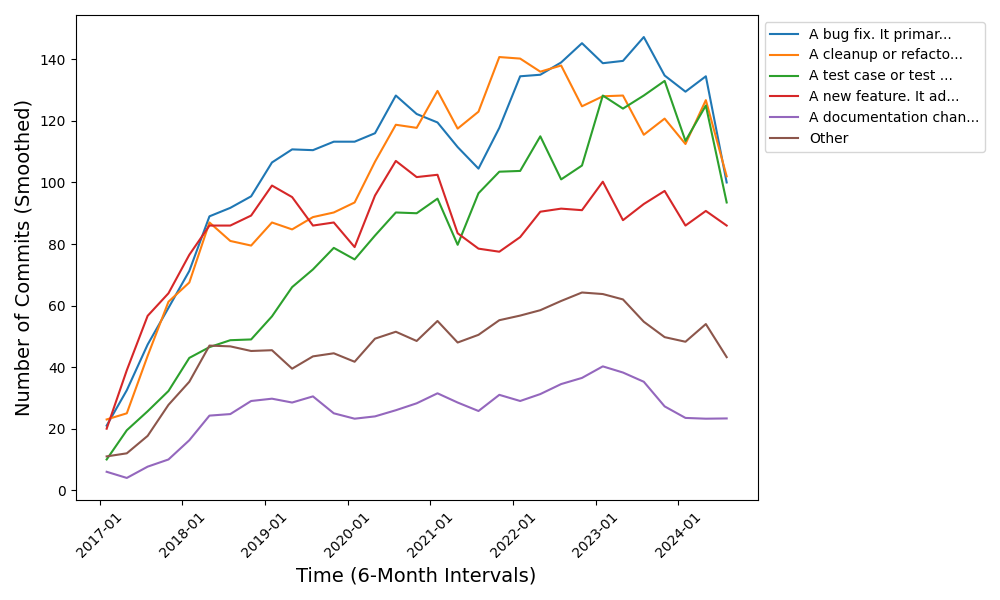 Number of Commits (Smoothed)
140
120
100
80
60
40
20
0
2017-01
2018-01
2019-01
2020-01
2021-01
2022-01
2023-01
2024-01
Time (6-Month Intervals)
A bug fix. It primar...
A cleanup or refacto...
A test case or test ...
A new feature. It ad...
A documentation chan...
Other